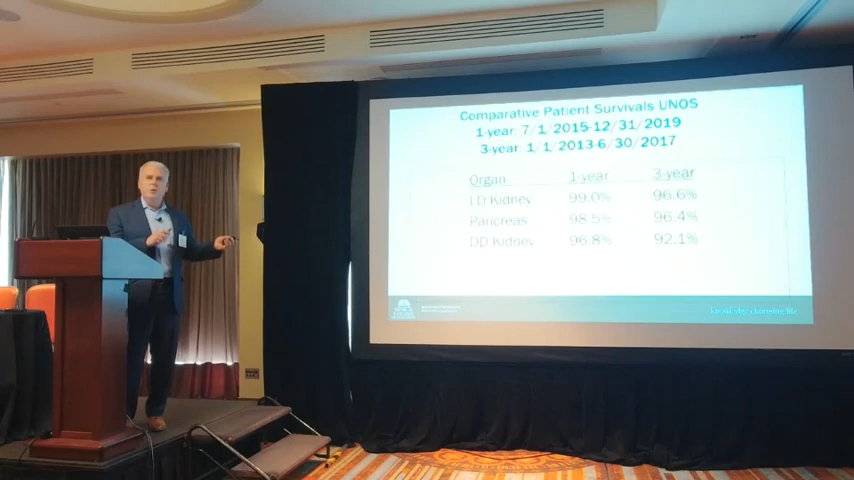 Comparative Patient Survivals UNOS
1-year 7/1/2015-12/31/2019
3-year 1/1/2013-6/30/2017
Organ 1-year 3-year
LD Kidney 99.0% 96.6%
Pancreas 98.5% 96.4%
DD Kidney 96.8% 92.1%